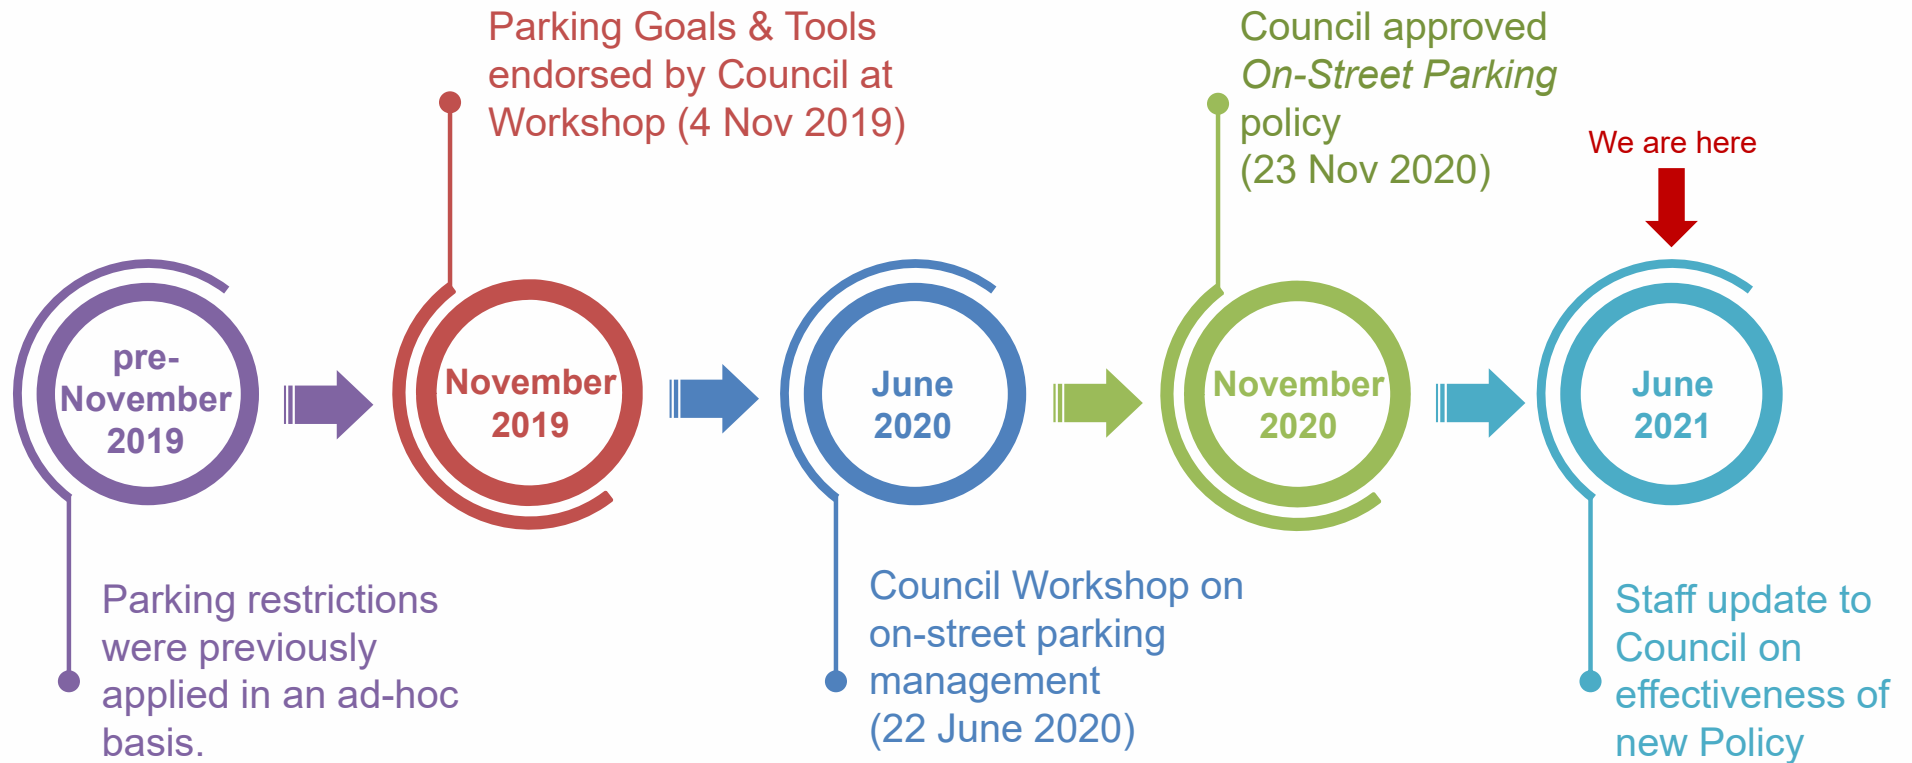 Parking Goals & Tools
endorsed by Council at
Workshop (4 Nov 2019)
Council approved
On-Street Parking
policy
(23 Nov 2020)
We are here
pre-
November
2019
November
2019
June
2020
November
2020
June
2021
Parking restrictions
were previously
applied in an ad-hoc
basis.
Council Workshop on
on-street parking
management
(22 June 2020)
Staff update to
Council on
effectiveness of
new Policy